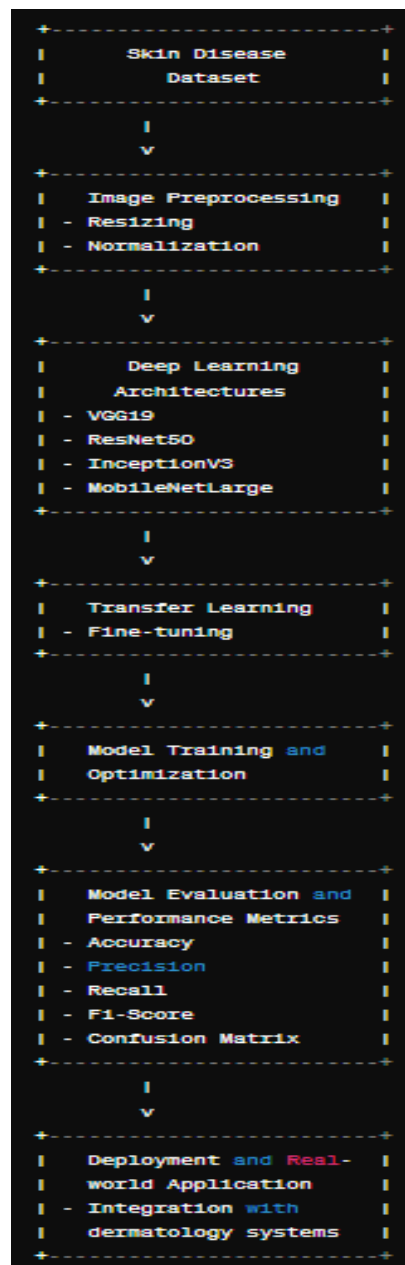 Skin Disease
Dataset
v
Image Preprocessing
- Resizing
- Normalization
v
Deep Learning
Architectures
- VGG19
- ResNet50
- InceptionV3
- MobileNetLarge
v
Transfer Learning
- Fine-tuning
v
Model Training and
Optimization
v
Model Evaluation and
Performance Metrics
- Accuracy
- Precision
- Recall
- F1-Score
- Confusion Matrix
v
Deployment and Real-
world Application
- Integration with
dermatology systems